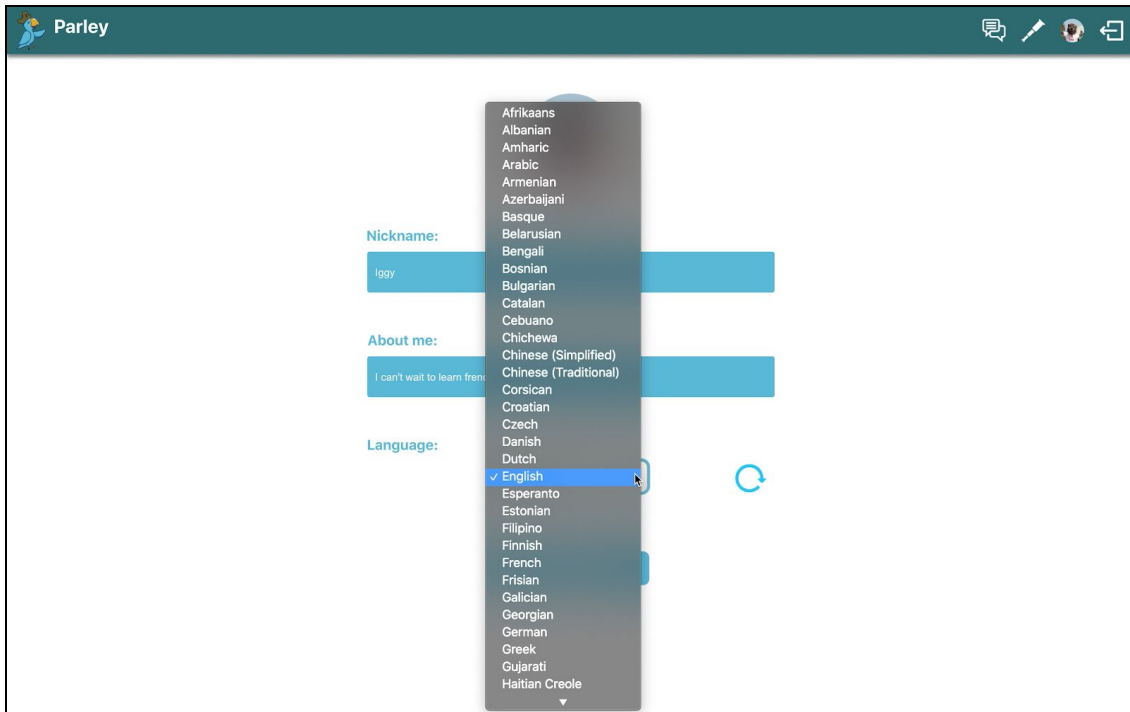 Parley
Nickname:
Iggy
About me:
I can't wait to learn
Language:
Afrikaans
Albanian
Amharic
Arabic
Armenian
Azerbaijani
Basque
Belarusian
Bengali
Bosnian
Bulgarian
Catalan
Cebuano
Chichewa
Chinese (Simplified)
Chinese (Traditional)
Corsican
Croatian
Czech
Danish
Dutch
✓ English
Esperanto
Estonian
Filipino
Finnish
French
Frisian
Galician
Georgian
German
Greek
Gujarati
Haitian Creole